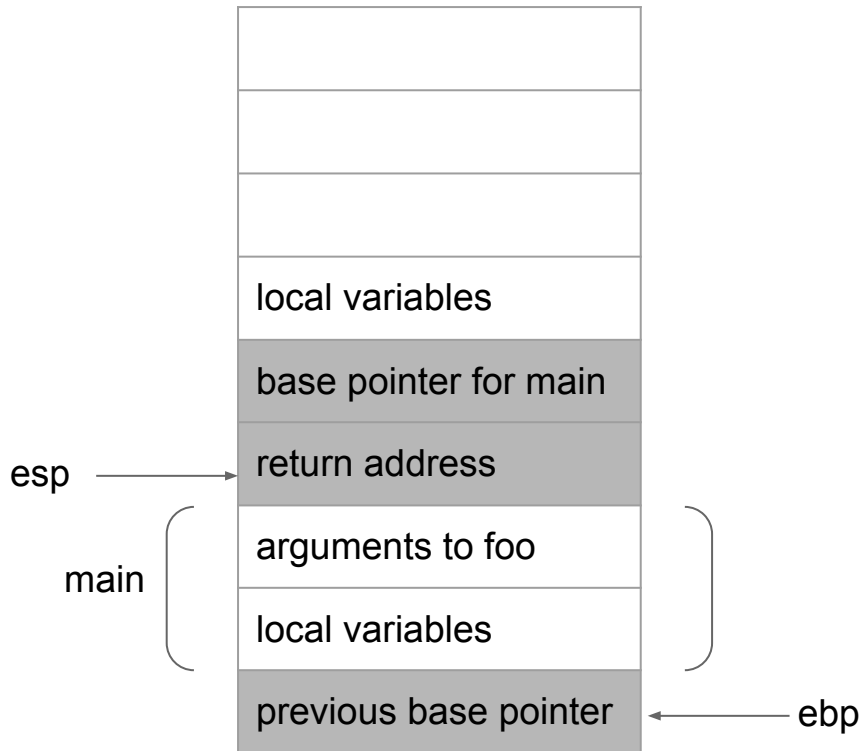 local variables
base pointer for main
esp
return address
arguments to foo
main
local variables
previous base pointer
ebp